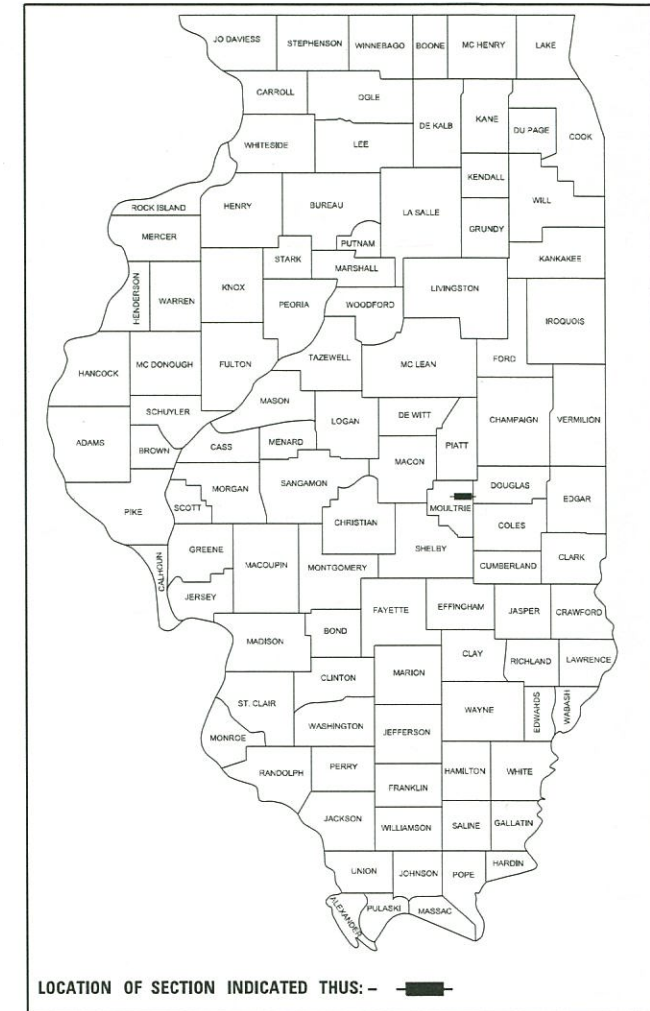 JO DAVIESS
STEPHENSON
WINNEBAGO
BOONE
MC HENRY
LAKE
CARROLL
OGLE
DE KALB
KANE
DU PAGE
COOK
WHITESIDE
LEE
KENDALL
WILL
ROCK ISLAND
HENRY
BUREAU
LA SALLE
GRUNDY
MERCER
PUTNAM
STARK
MARSHALL
KANKAKEE
HENDERSON
WARREN
KNOX
PEORIA
WOODFORD
LIVINGSTON
IROQUOIS
HANCOCK
MC DONOUGH
FULTON
TAZEWELL
MC LEAN
FORD
MASON
SCHUYLER
LOGAN
DE WITT
CHAMPAIGN
VERMILION
ADAMS
BROWN
CASS
MENARD
PIATT
MACON
PIKE
SCOTT
MORGAN
SANGAMON
DOUGLAS
EDGAR
MOULTRIE
CHRISTIAN
COLES
CALHOUN
GREENE
MACOUPIN
MONTGOMERY
SHELBY
CUMBERLAND
CLARK
JERSEY
FAYETTE
EFFINGHAM
JASPER
CRAWFORD
MADISON
BOND
CLAY
RICHLAND
LAWRENCE
CLINTON
MARION
ST. CLAIR
WAYNE
EDWARDS
WABASH
MONROE
WASHINGTON
JEFFERSON
RANDOLPH
PERRY
HAMILTON
WHITE
FRANKLIN
JACKSON
WILLIAMSON
SALINE
GALLATIN
UNION
JOHNSON
POPE
HARDIN
ALEXANDER
PULASKI
MASSAC
LOCATION OF SECTION INDICATED THUS: –